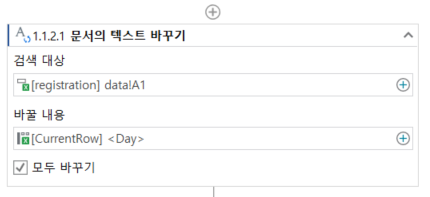 1.1.2.1 문서의 텍스트 바꾸기
검색 대상
[registration] data!A1
바꿀 내용
[CurrentRow] <Day>
모두 바꾸기